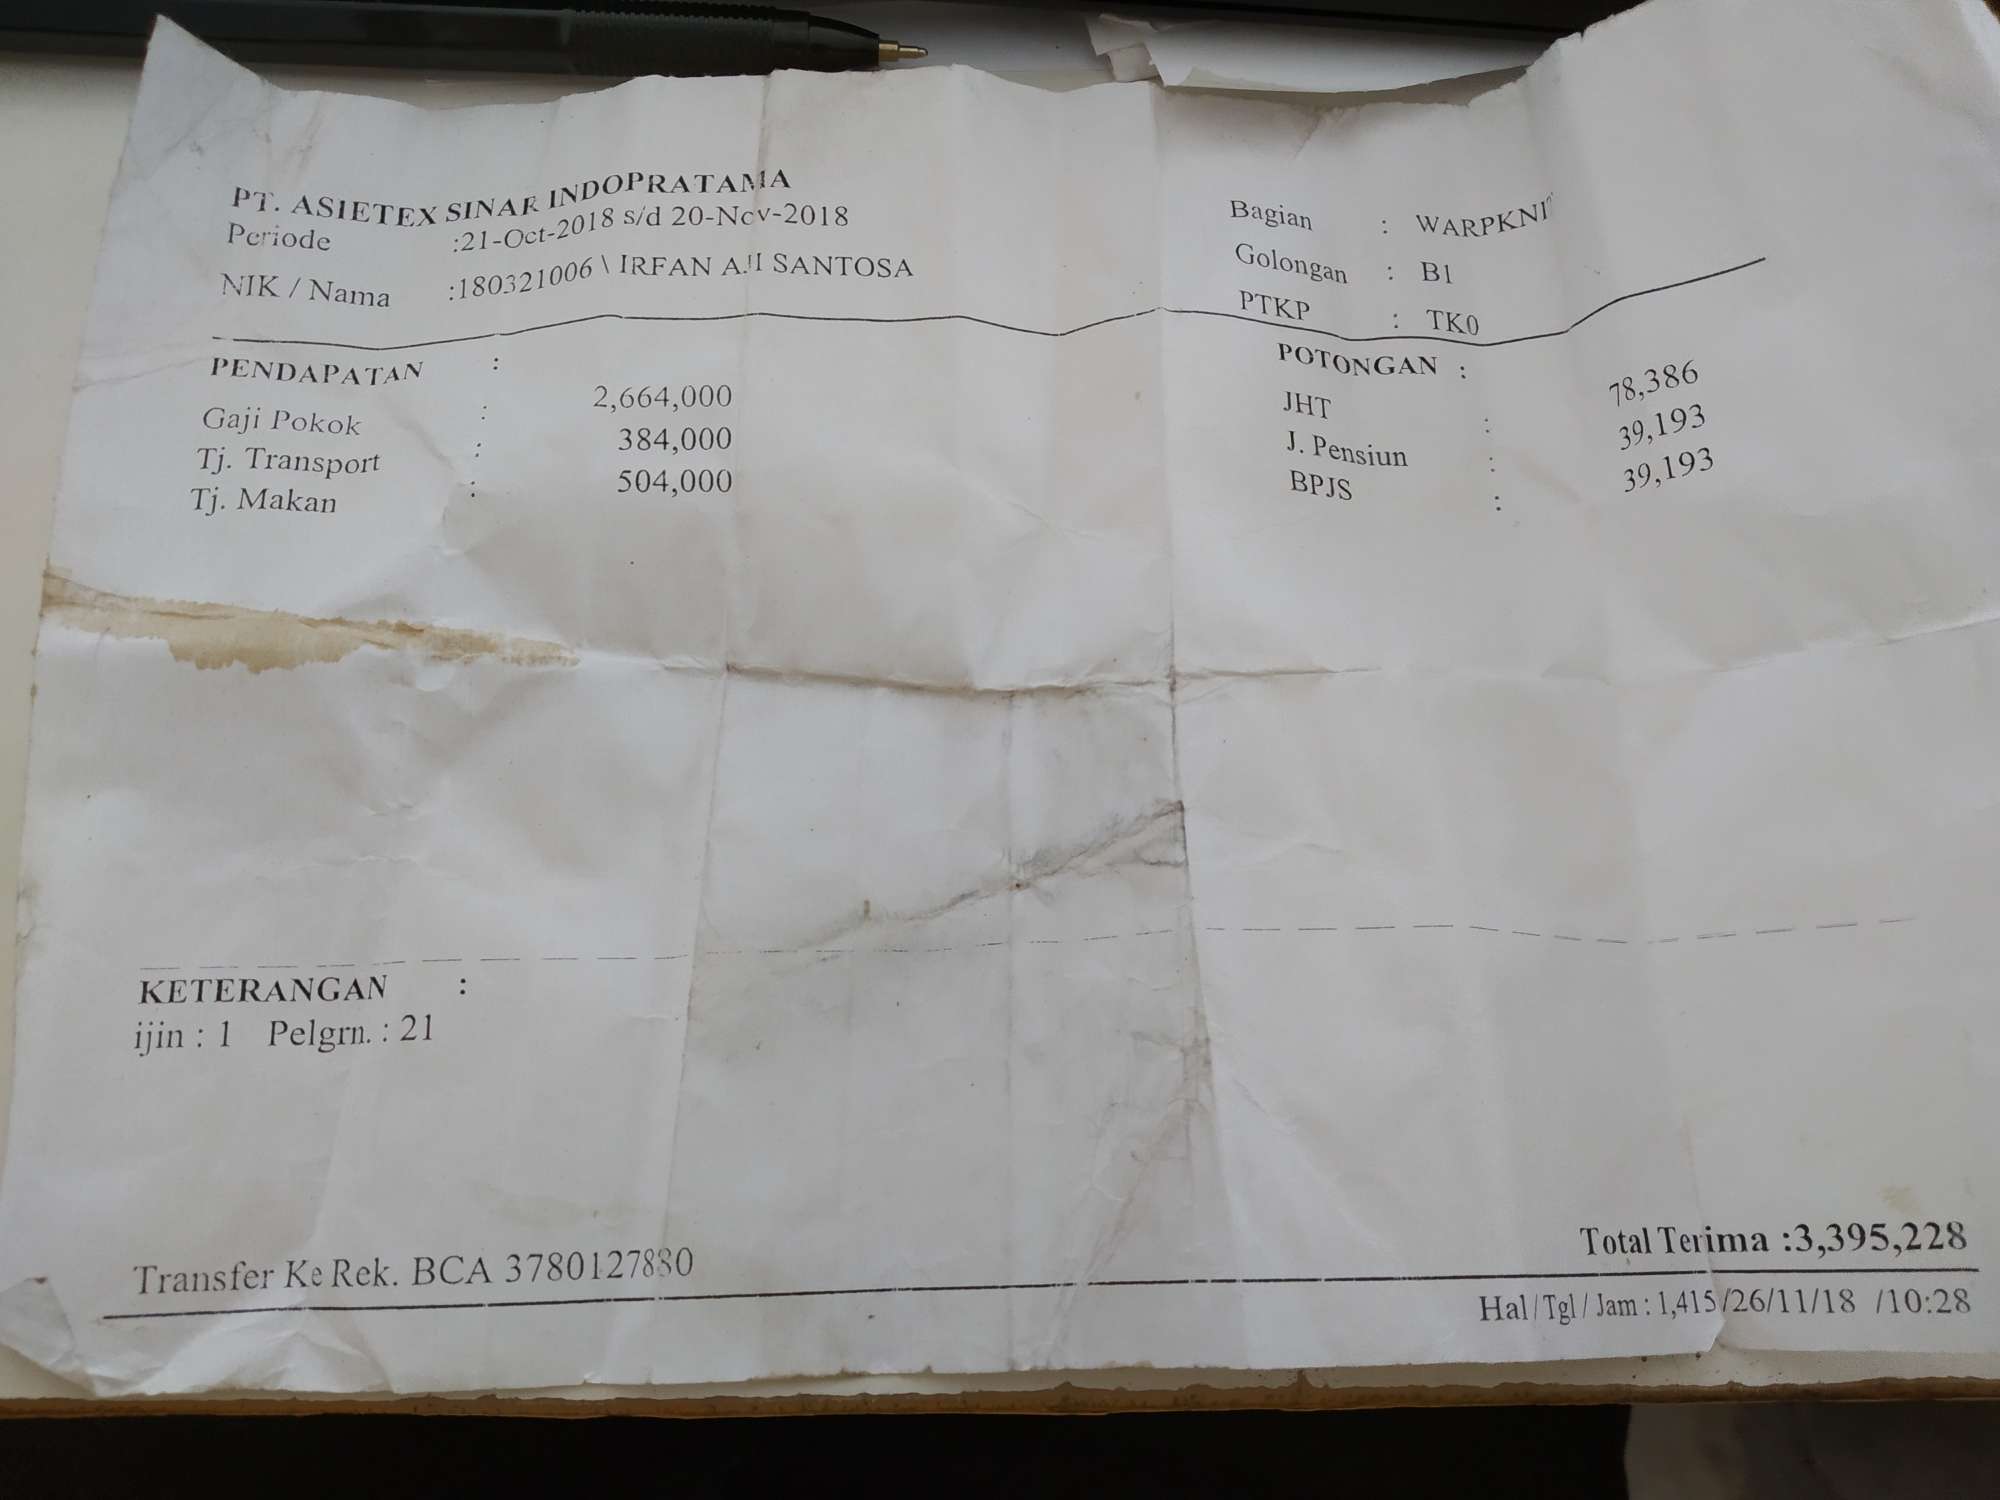 PT. ASIETEX SINAR INDOPRATAMA
Periode :21-Oct-2018 s/d 20-Nov-2018
NIK / Nama :180321006 \ IRFAN AJI SANTOSA
Bagian : WARPKNIT
Golongan : B1
PTKP : TK0
PENDAPATAN :
Gaji Pokok : 2,664,000
Tj. Transport : 384,000
Tj. Makan : 504,000
POTONGAN :
JHT : 78,386
J. Pensiun : 39,193
BPJS : 39,193
KETERANGAN :
ijin : 1 Pelgrn. : 21
Total Terima :3,395,228
Transfer Ke Rek. BCA 3780127880
Hal / Tgl / Jam : 1,415/26/11/18 /10:28